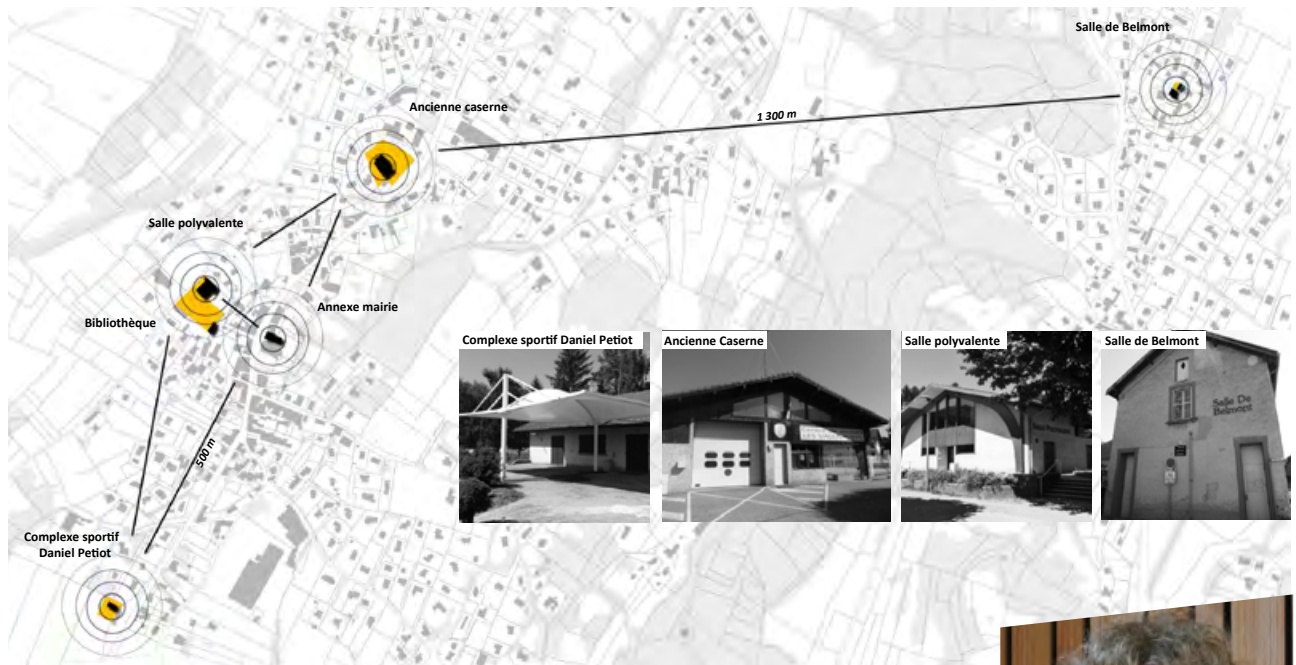 Salle de Belmont
Ancienne caserne
1 300 m
Salle polyvalente
Annexe mairie
Bibliothèque
500 m
Complexe sportif
Daniel Petiot
Complexe sportif Daniel Petiot
Ancienne Caserne
Salle polyvalente
Salle de Belmont
Salle De
Belmont